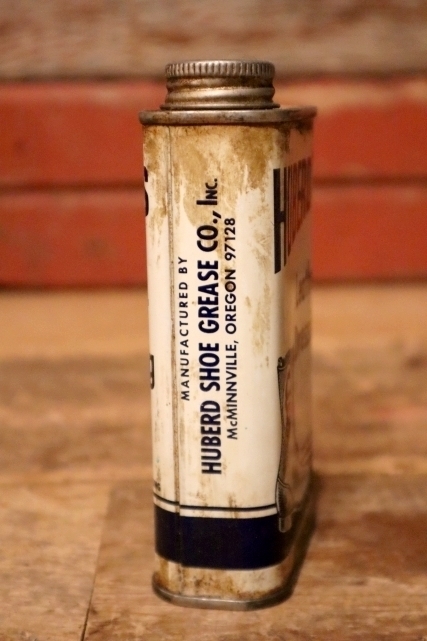 MANUFACTURED BY
HUBERD SHOE GREASE CO., INC.
McMINNVILLE, OREGON 97128